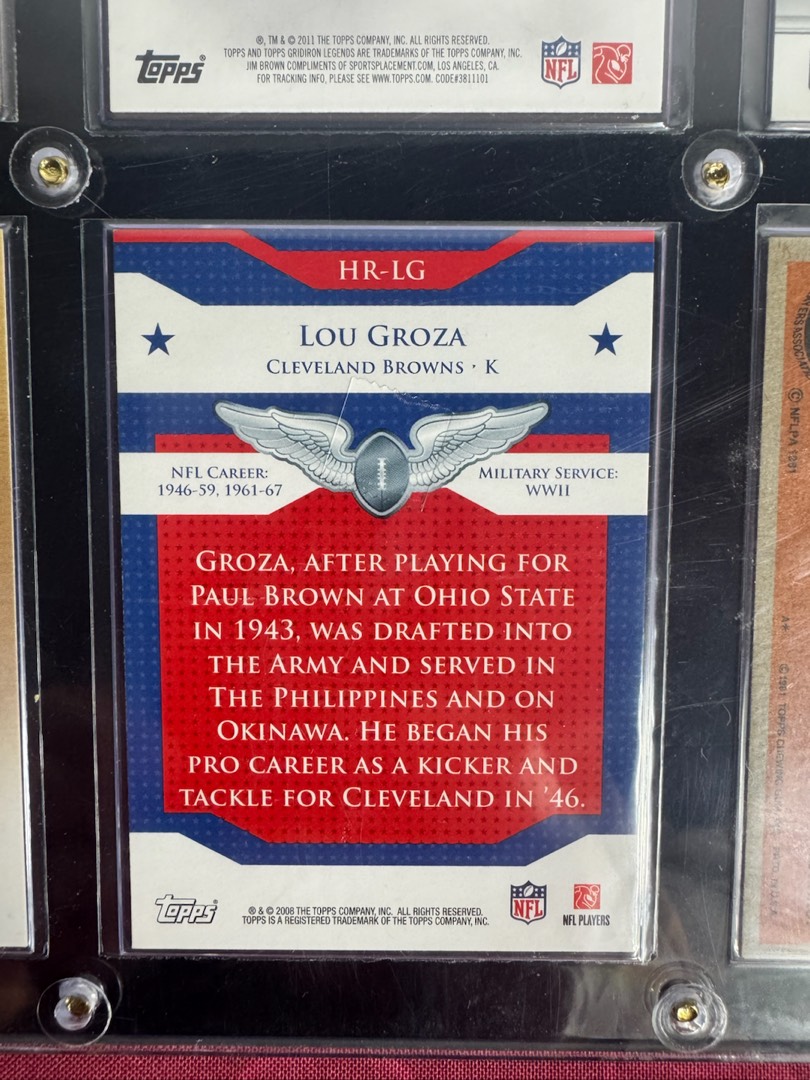 ®, TM & © 2011 THE TOPPS COMPANY, INC. ALL RIGHTS RESERVED.
TOPPS AND TOPPS GRIDIRON LEGENDS ARE TRADEMARKS OF THE TOPPS COMPANY, INC.
JIM BROWN COMPLIMENTS OF SPORTSPLACEMENT.COM, LOS ANGELES, CA.
FOR TRACKING INFO, PLEASE SEE WWW.TOPPS.COM. CODE#3811101
topps®
NFL
HR-LG
LOU GROZA
CLEVELAND BROWNS · K
NFL CAREER:
1946-59, 1961-67
MILITARY SERVICE:
WWII
GROZA, AFTER PLAYING FOR
PAUL BROWN AT OHIO STATE
IN 1943, WAS DRAFTED INTO
THE ARMY AND SERVED IN
THE PHILIPPINES AND ON
OKINAWA. HE BEGAN HIS
PRO CAREER AS A KICKER AND
TACKLE FOR CLEVELAND IN '46.
topps®
® & © 2008 THE TOPPS COMPANY, INC. ALL RIGHTS RESERVED.
TOPPS IS A REGISTERED TRADEMARK OF THE TOPPS COMPANY, INC.
NFL
NFL PLAYERS
© NFLPA 1981
A*
© 1981 TOPPS CHEWING